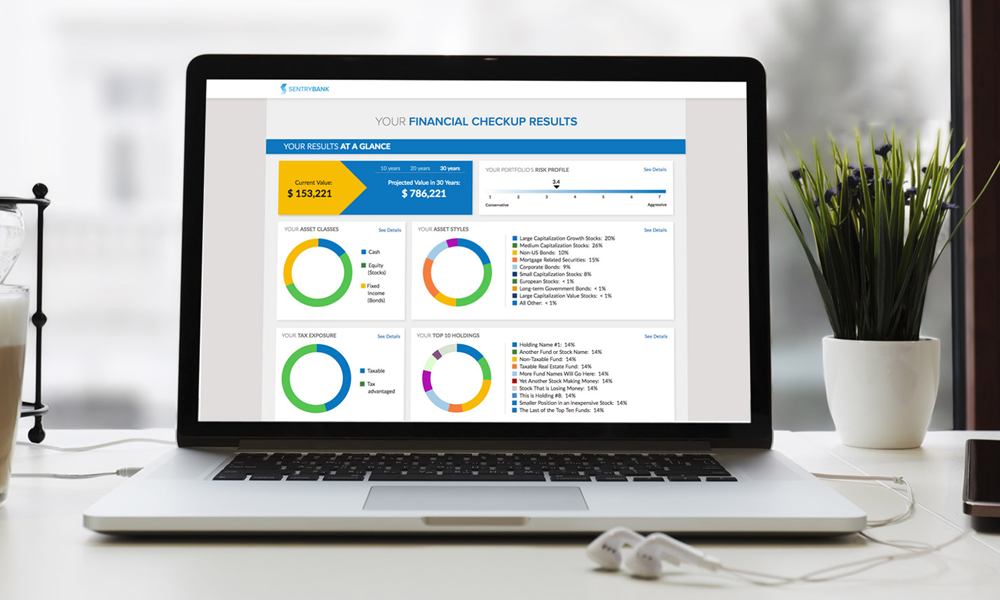 SENTRYBANK
YOUR FINANCIAL CHECKUP RESULTS
YOUR RESULTS AT A GLANCE
10 years 20 years 30 years
Current Value:
$ 153,221
Projected Value in 30 Years:
$ 786,221
YOUR PORTFOLIO'S RISK PROFILE See Details
3.4
1 2 3 4 5 6 7
Conservative Aggressive
YOUR ASSET CLASSES See Details
Cash
Equity
(Stocks)
Fixed
Income
(Bonds)
YOUR ASSET STYLES See Details
Large Capitalization Growth Stocks: 20%
Medium Capitalization Stocks: 26%
Non-US Bonds: 10%
Mortgage Related Securities: 15%
Corporate Bonds: 9%
Small Capitalization Stocks: 8%
European Stocks: < 1%
Long-term Government Bonds: < 1%
Large Capitalization Value Stocks: < 1%
All Other: < 1%
YOUR TAX EXPOSURE See Details
Taxable
Tax
advantaged
YOUR TOP 10 HOLDINGS See Details
Holding Name #1: 14%
Another Fund or Stock Name: 14%
Non-Taxable Fund: 14%
Taxable Real Estate Fund: 14%
More Fund Names Will Go Here: 14%
Yet Another Stock Making Money: 14%
Stock That is Losing Money: 14%
This is Holding #8: 14%
Smaller Position in an Inexpensive Stock: 14%
The Last of the Top Ten Funds: 14%